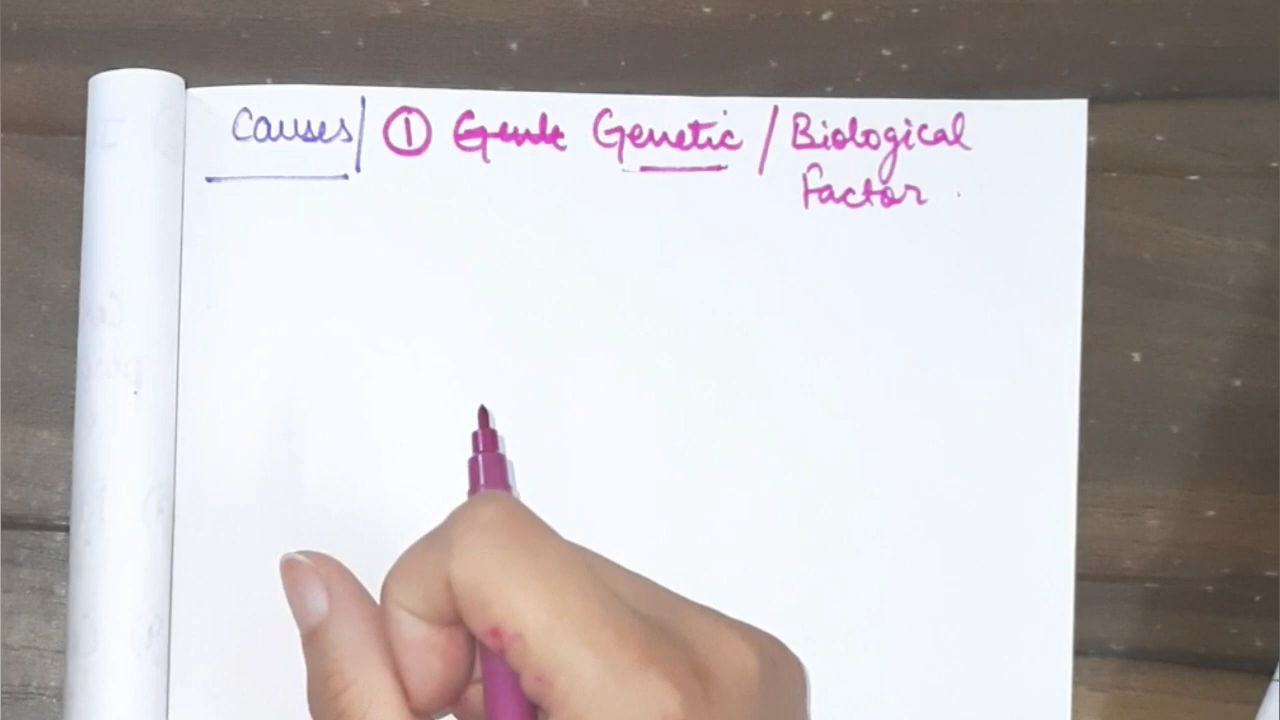 Causes/ ① Genetic / Biological
Factor.